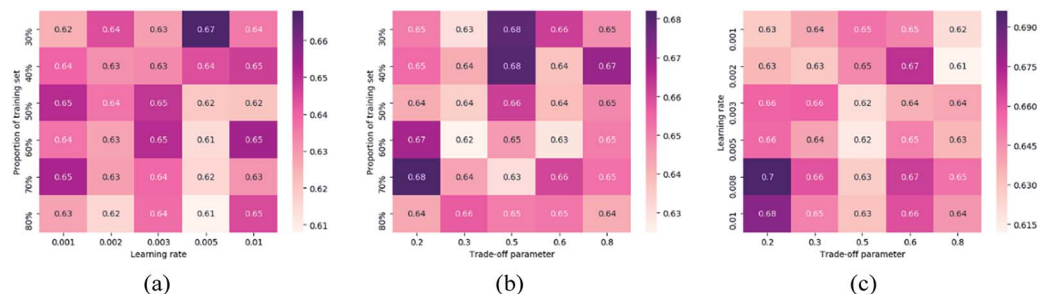 30% 0.62 0.64 0.63 0.67 0.64
40% 0.64 0.63 0.63 0.64 0.65
50% 0.65 0.64 0.65 0.62 0.62
60% 0.64 0.63 0.65 0.61 0.65
70% 0.65 0.63 0.64 0.62 0.63
80% 0.63 0.62 0.64 0.61 0.65
0.001 0.002 0.003 0.005 0.01
Learning rate
Proportion of training set
0.66
0.65
0.64
0.63
0.62
0.61
(a)
30% 0.65 0.63 0.68 0.66 0.65
40% 0.65 0.64 0.68 0.64 0.67
50% 0.64 0.64 0.66 0.64 0.65
60% 0.67 0.62 0.65 0.63 0.65
70% 0.68 0.64 0.63 0.66 0.65
80% 0.64 0.66 0.65 0.65 0.64
0.2 0.3 0.5 0.6 0.8
Trade-off parameter
Proportion of training set
0.68
0.67
0.66
0.65
0.64
0.63
(b)
0.001 0.63 0.64 0.65 0.65 0.62
0.002 0.63 0.63 0.65 0.67 0.61
0.003 0.66 0.66 0.62 0.64 0.64
0.005 0.66 0.64 0.62 0.65 0.63
0.008 0.7 0.66 0.63 0.67 0.65
0.01 0.68 0.65 0.63 0.66 0.64
0.2 0.3 0.5 0.6 0.8
Trade-off parameter
Learning rate
0.690
0.675
0.660
0.645
0.630
0.615
(c)